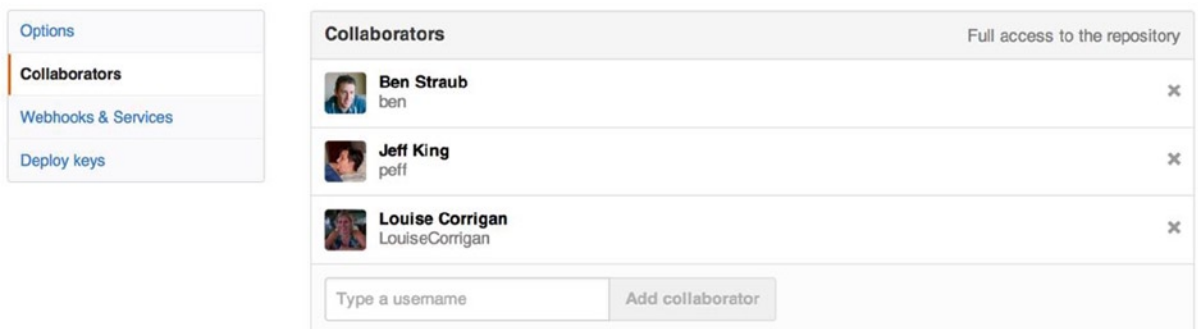 Options
Collaborators
Webhooks & Services
Deploy keys
Collaborators
Full access to the repository
Ben Straub
ben
Jeff King
peff
Louise Corrigan
LouiseCorrigan
Type a username
Add collaborator